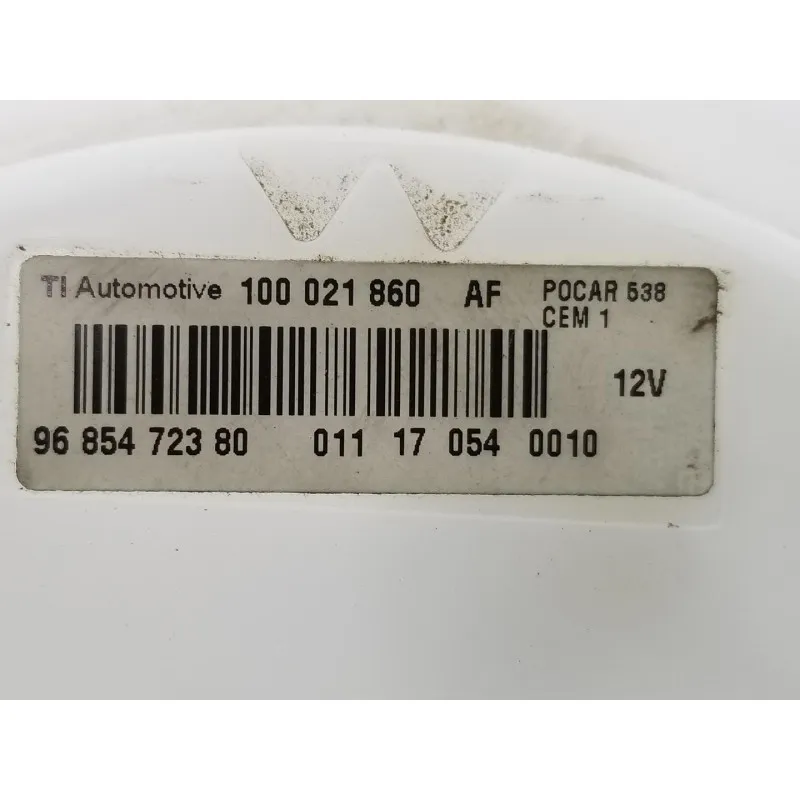 TI Automotive 100 021 860 AF POCAR 538
CEM 1
12V
96 854 723 80 011 17 054 0010